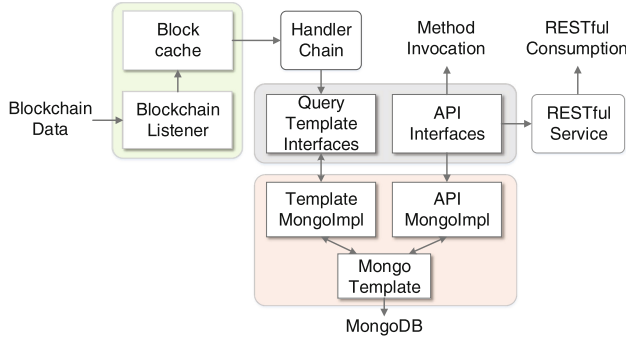 Block
cache
Handler
Chain
Method
Invocation
RESTful
Consumption
Blockchain
Data
Blockchain
Listener
Query
Template
Interfaces
API
Interfaces
RESTful
Service
Template
MongoImpl
API
MongoImpl
Mongo
Template
MongoDB